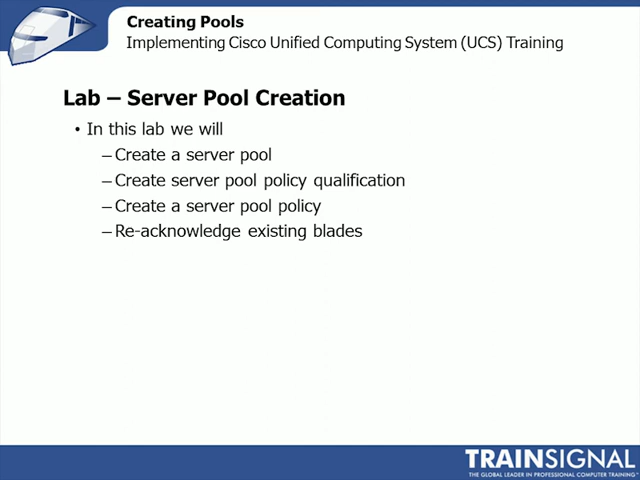 Creating Pools
Implementing Cisco Unified Computing System (UCS) Training
Lab – Server Pool Creation
• In this lab we will
– Create a server pool
– Create server pool policy qualification
– Create a server pool policy
– Re-acknowledge existing blades
TRAINSIGNAL
THE GLOBAL LEADER IN PROFESSIONAL COMPUTER TRAINING™